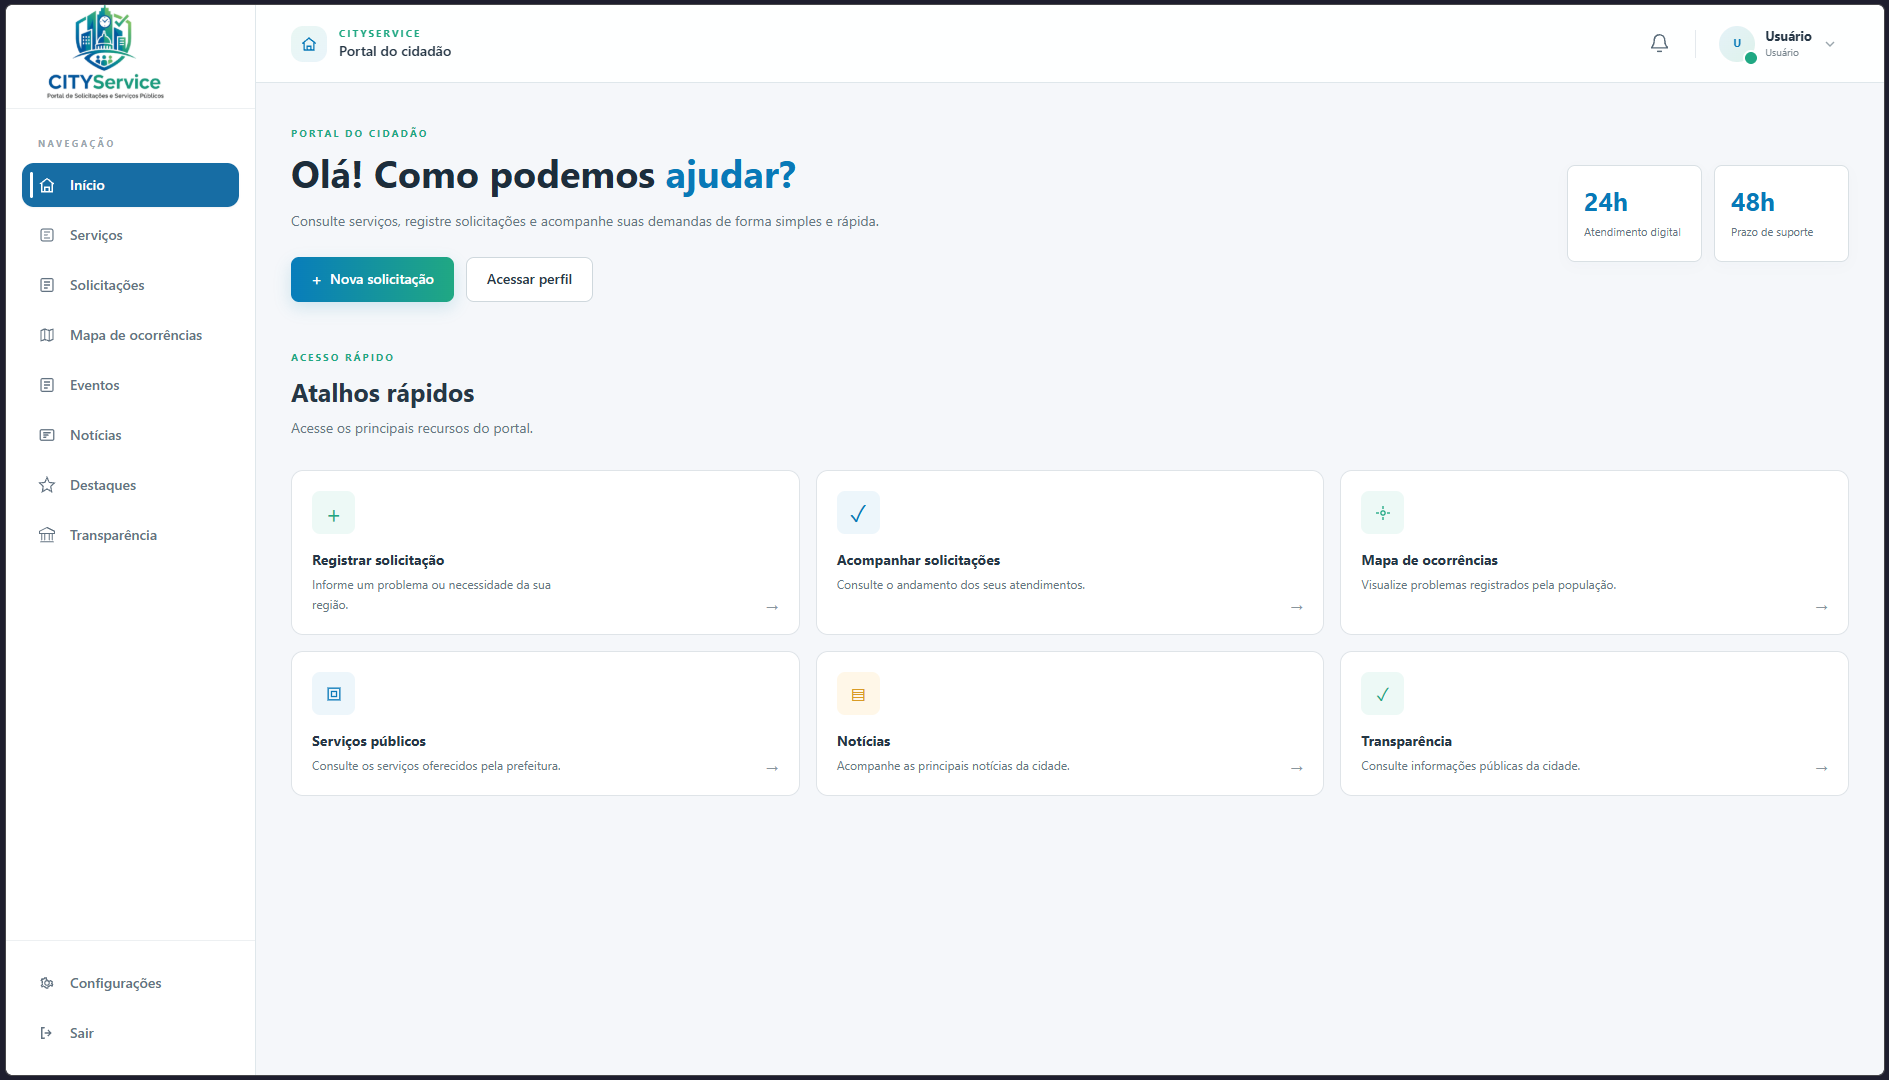 CITYService
Portal de Solicitações e Serviços Públicos
NAVEGAÇÃO
Início
Serviços
Solicitações
Mapa de ocorrências
Eventos
Notícias
Destaques
Transparência
Configurações
Sair
CITYSERVICE
Portal do cidadão
U
Usuário
Usuário
PORTAL DO CIDADÃO
Olá! Como podemos ajudar?
Consulte serviços, registre solicitações e acompanhe suas demandas de forma simples e rápida.
+ Nova solicitação
Acessar perfil
24h
Atendimento digital
48h
Prazo de suporte
ACESSO RÁPIDO
Atalhos rápidos
Acesse os principais recursos do portal.
Registrar solicitação
Informe um problema ou necessidade da sua
região.
→
Acompanhar solicitações
Consulte o andamento dos seus atendimentos.
→
Mapa de ocorrências
Visualize problemas registrados pela população.
→
Serviços públicos
Consulte os serviços oferecidos pela prefeitura.
→
Notícias
Acompanhe as principais notícias da cidade.
→
Transparência
Consulte informações públicas da cidade.
→